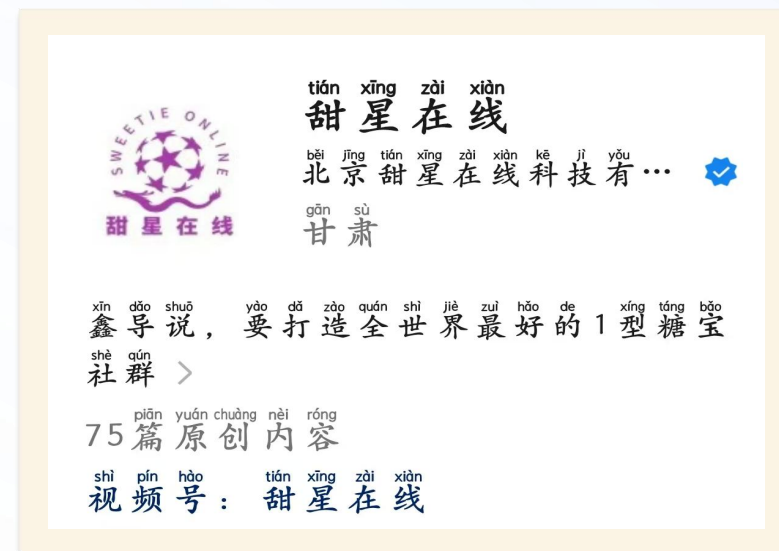 SWEETIE ONLINE
甜星在线
tián xīng zài xiàn
甜星在线
běi jīng tián xīng zài xiàn kē jì yǒu
北京甜星在线科技有…
gān sù
甘肃
xīn dǎo shuō yào dǎ zào quán shì jiè zuì hǎo de xíng táng bǎo
鑫导说，要打造全世界最好的1型糖宝
shè qún
社群 >
piān yuán chuàng nèi róng
75篇原创内容
shì pín hào tián xīng zài xiàn
视频号：甜星在线